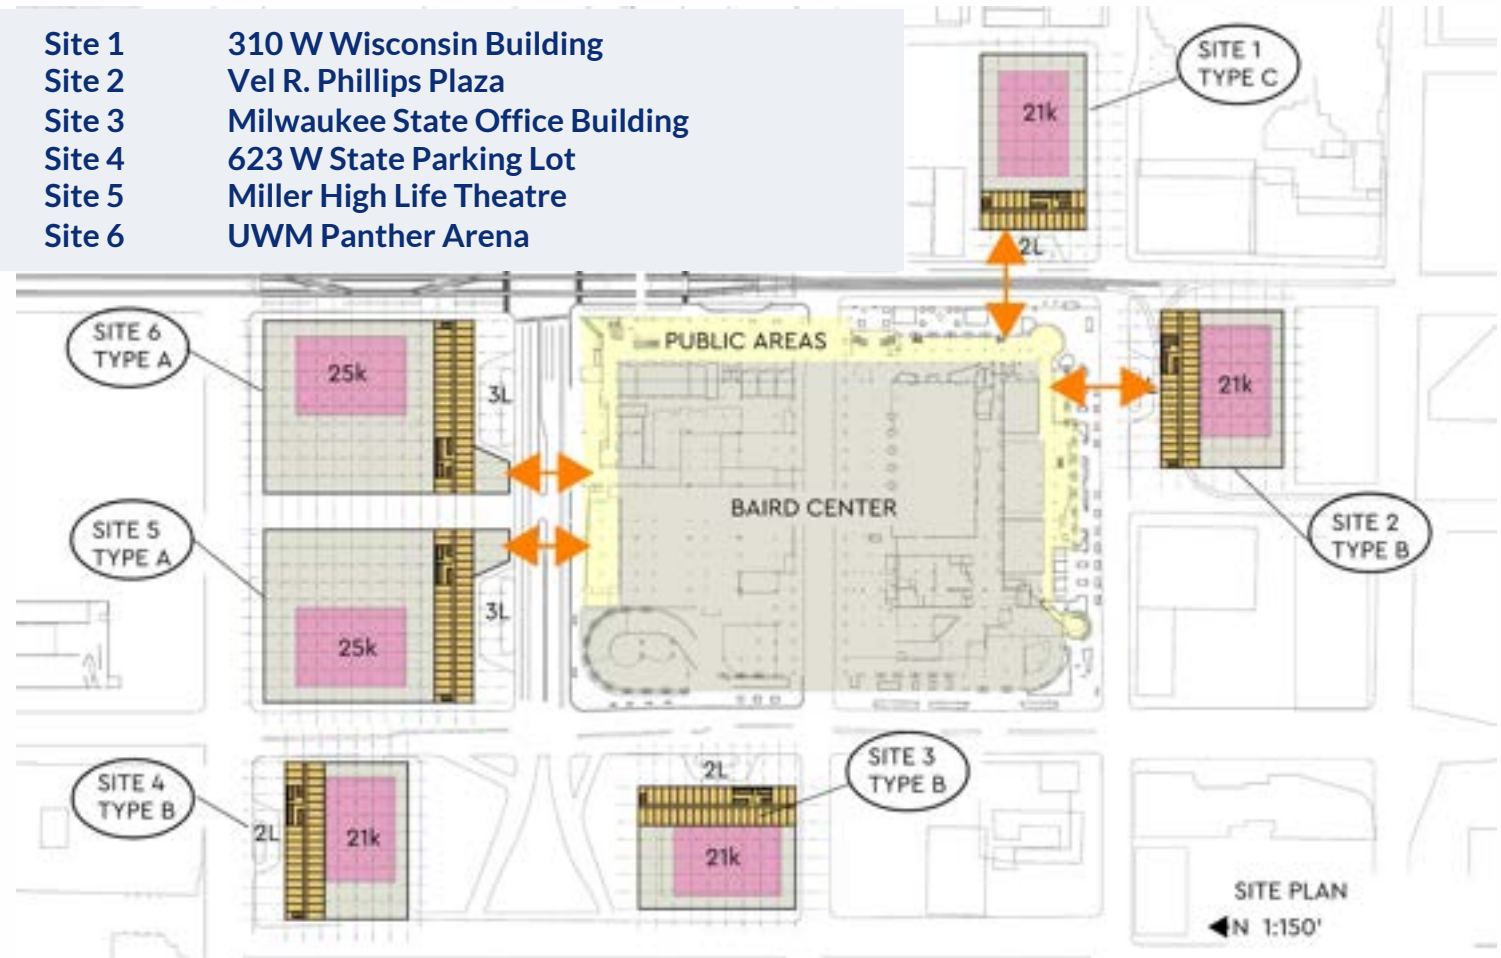 Site 1 310 W Wisconsin Building
Site 2 Vel R. Phillips Plaza
Site 3 Milwaukee State Office Building
Site 4 623 W State Parking Lot
Site 5 Miller High Life Theatre
Site 6 UWM Panther Arena
SITE 1
TYPE C
21k
2L
SITE 6
TYPE A
25k
3L
PUBLIC AREAS
21k
SITE 2
TYPE B
BAIRD CENTER
SITE 5
TYPE A
25k
3L
SITE 4
TYPE B
2L
21k
2L
SITE 3
TYPE B
21k
SITE PLAN
N 1:150'